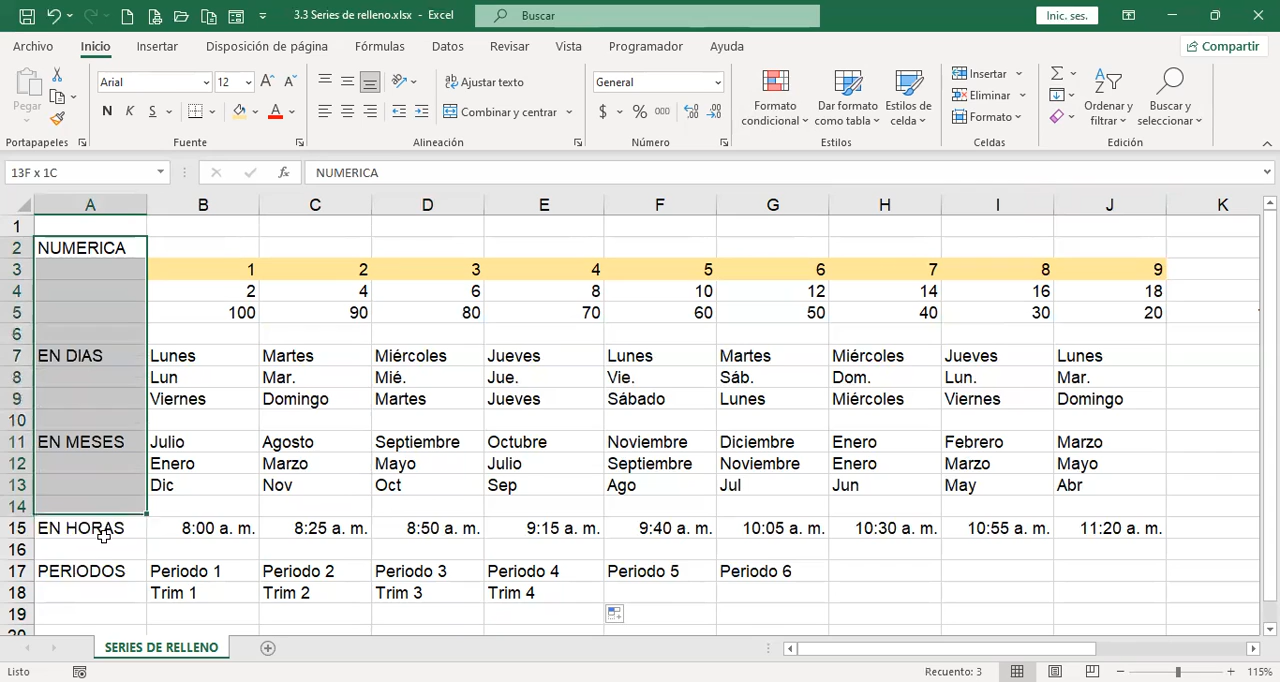 3.3 Series de relleno.xlsx - Excel
Buscar
Inic. ses.
Archivo Inicio Insertar Disposición de página Fórmulas Datos Revisar Vista Programador Ayuda
Compartir
Pegar
Arial 12
N K S
Ajustar texto
Combinar y centrar
General
$ % 000
Formato condicional
Dar formato como tabla
Estilos de celda
Insertar
Eliminar
Formato
Ordenar y filtrar
Buscar y seleccionar
Portapapeles Fuente Alineación Número Estilos Celdas Edición
13F x 1C NUMERICA
A B C D E F G H I J K
1
2 NUMERICA
3 1 2 3 4 5 6 7 8 9
4 2 4 6 8 10 12 14 16 18
5 100 90 80 70 60 50 40 30 20
6
7 EN DIAS Lunes Martes Miércoles Jueves Lunes Martes Miércoles Jueves Lunes
8 Lun Mar. Mié. Jue. Vie. Sáb. Dom. Lun. Mar.
9 Viernes Domingo Martes Jueves Sábado Lunes Miércoles Viernes Domingo
10
11 EN MESES Julio Agosto Septiembre Octubre Noviembre Diciembre Enero Febrero Marzo
12 Enero Marzo Mayo Julio Septiembre Noviembre Enero Marzo Mayo
13 Dic Nov Oct Sep Ago Jul Jun May Abr
14
15 EN HORAS 8:00 a. m. 8:25 a. m. 8:50 a. m. 9:15 a. m. 9:40 a. m. 10:05 a. m. 10:30 a. m. 10:55 a. m. 11:20 a. m.
16
17 PERIODOS Periodo 1 Periodo 2 Periodo 3 Periodo 4 Periodo 5 Periodo 6
18 Trim 1 Trim 2 Trim 3 Trim 4
19
20
SERIES DE RELLENO
Listo
Recuento: 3
115%